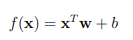 f(𝐱) = 𝐱ᵀ𝐰 + b